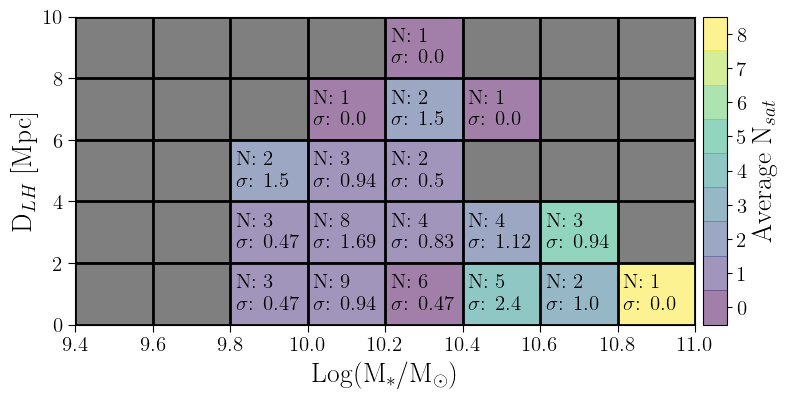 10
N: 1
σ: 0.0
8
N: 1 N: 2 N: 1
σ: 0.0 σ: 1.5 σ: 0.0
6
N: 2 N: 3 N: 2
σ: 1.5 σ: 0.94 σ: 0.5
4
N: 3 N: 8 N: 4 N: 4 N: 3
σ: 0.47 σ: 1.69 σ: 0.83 σ: 1.12 σ: 0.94
2
N: 3 N: 9 N: 6 N: 5 N: 2 N: 1
σ: 0.47 σ: 0.94 σ: 0.47 σ: 2.4 σ: 1.0 σ: 0.0
0
9.4 9.6 9.8 10.0 10.2 10.4 10.6 10.8 11.0
Log(M*/M☉)
D_LH [Mpc]
8
7
6
5
4
3
2
1
0
Average N_sat